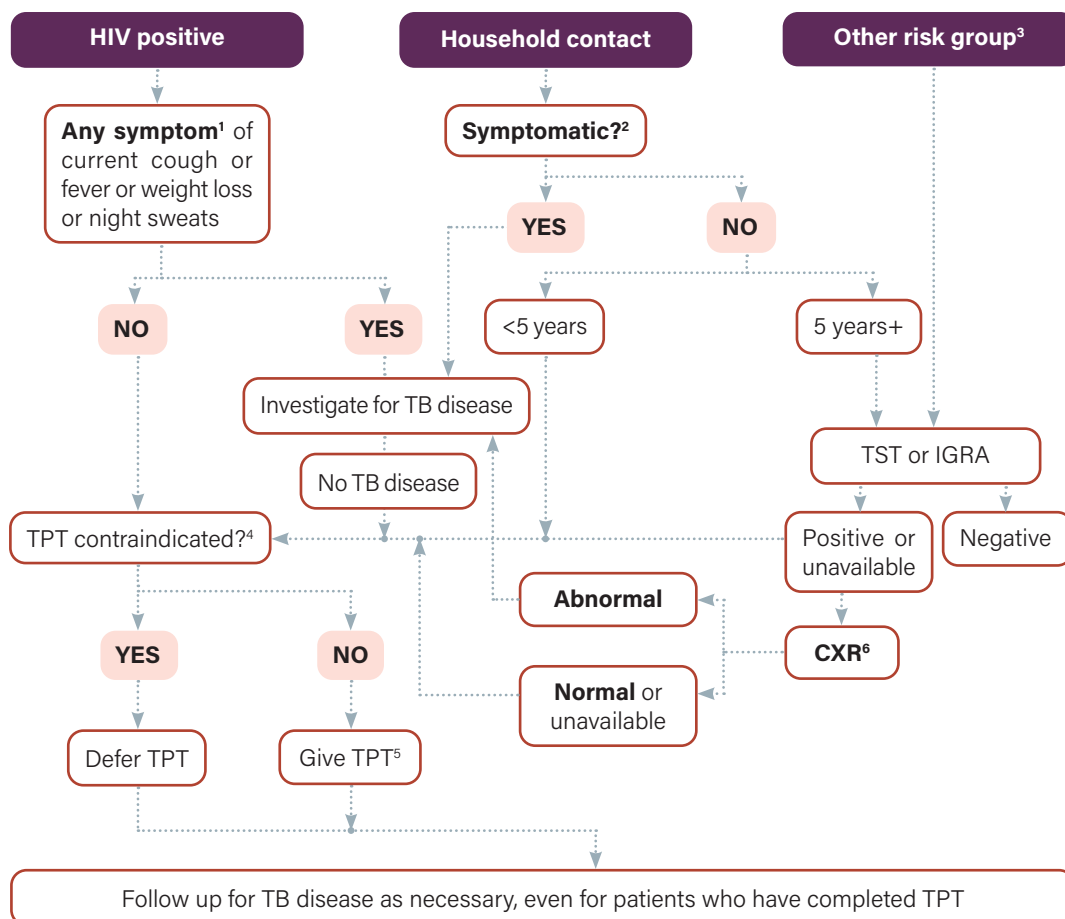 HIV positive
Household contact
Other risk group³
Any symptom¹ of
current cough or
fever or weight loss
or night sweats
Symptomatic?²
YES
NO
NO
YES
<5 years
5 years+
Investigate for TB disease
TST or IGRA
No TB disease
TPT contraindicated?⁴
Positive or
unavailable
Negative
Abnormal
YES
NO
CXR⁶
Normal or
unavailable
Defer TPT
Give TPT⁵
Follow up for TB disease as necessary, even for patients who have completed TPT